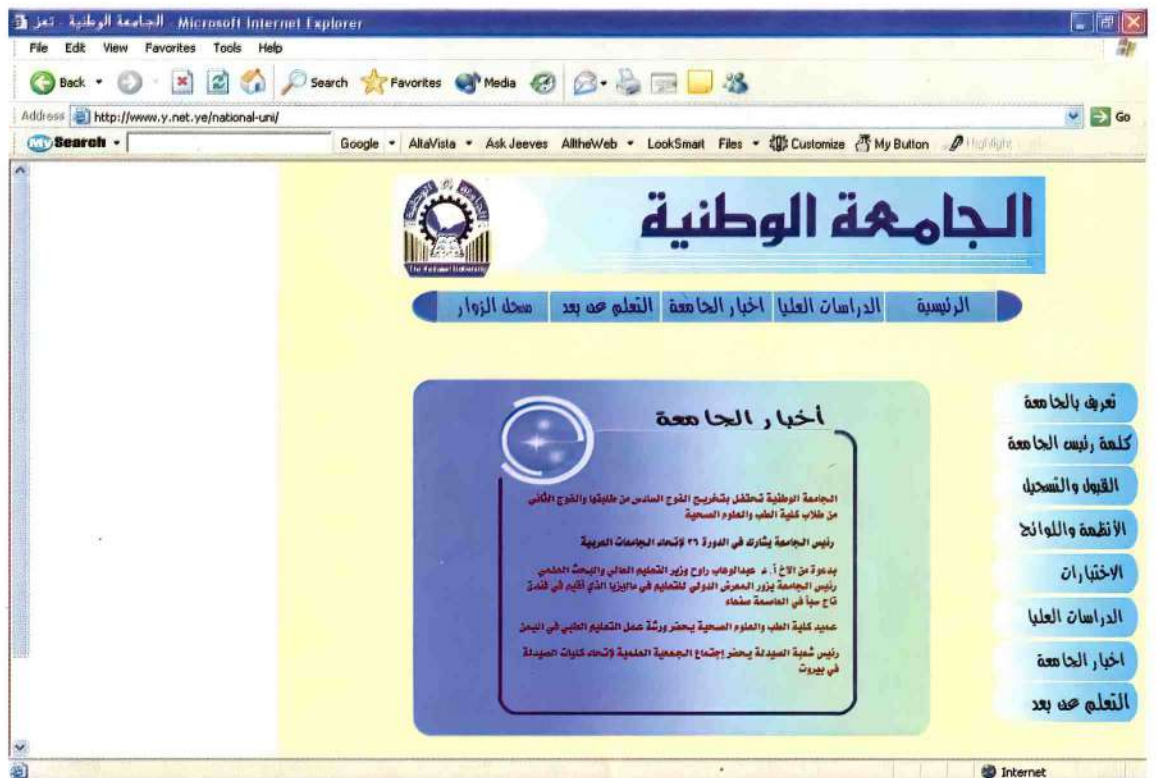 الجامعة الوطنية - تعز - Microsoft Internet Explorer
File Edit View Favorites Tools Help
Back Search Favorites Media
Address http://www.y.net.ye/national-uni/ Go
My Search Google AltaVista Ask Jeeves AlltheWeb LookSmart Files Customize My Button Highlight
الجامعة الوطنية
The National University
الرئيسية الدراسات العليا اخبار الجامعة التعلم عن بعد سجل الزوار
تعريف بالجامعة
كلمة رئيس الجامعة
القبول والتسجيل
الأنظمة واللوائح
الاختبارات
الدراسات العليا
اخبار الجامعة
التعلم عن بعد
أخبار الجامعة
الجامعة الوطنية تحتفل بتخريج الفوج السادس من طلبتها والفوج الثاني
من طلاب كلية الطب والعلوم الصحية
رئيس الجامعة يشارك في الدورة ٣٦ لإتحاد الجامعات العربية
بدعوة من الاخ أ. د عبدالوهاب راوح وزير التعليم العالي والبحث العلمي
رئيس الجامعة يزور المعرض الدولي للتعليم في ماليزيا الذي أقيم في فندق
تاج سبأ في العاصمة صنعاء
عميد كلية الطب والعلوم الصحية يحضر ورشة عمل التعليم الطبي في اليمن
رئيس شعبة الصيدلة يحضر إجتماع الجمعية العلمية لإتحاد كليات الصيدلة
في بيروت
Internet